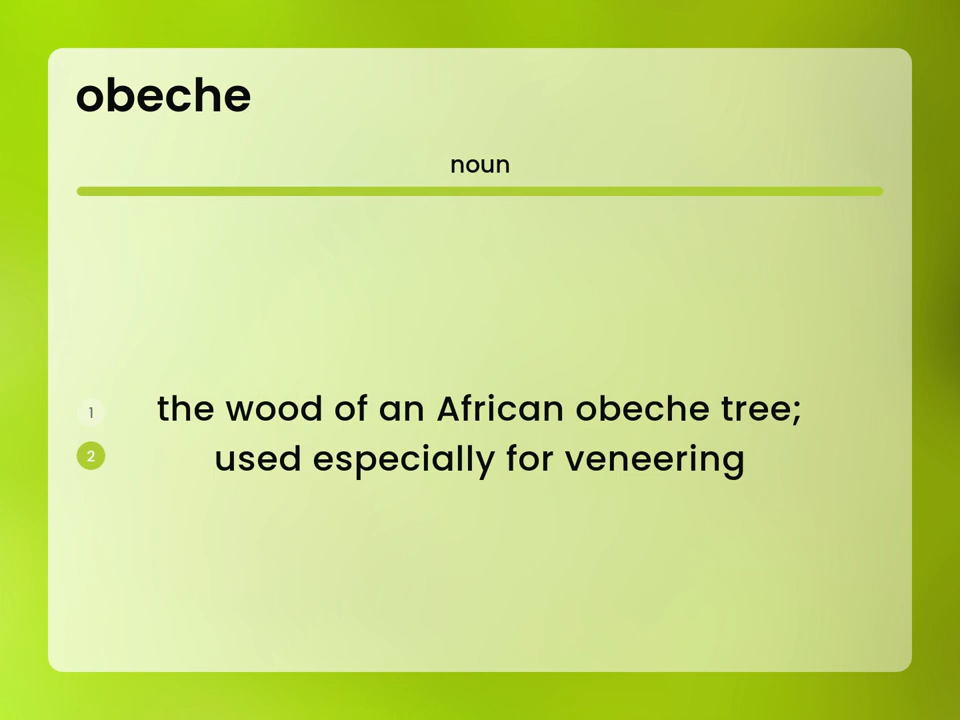 obeche
noun
1
the wood of an African obeche tree;
2
used especially for veneering